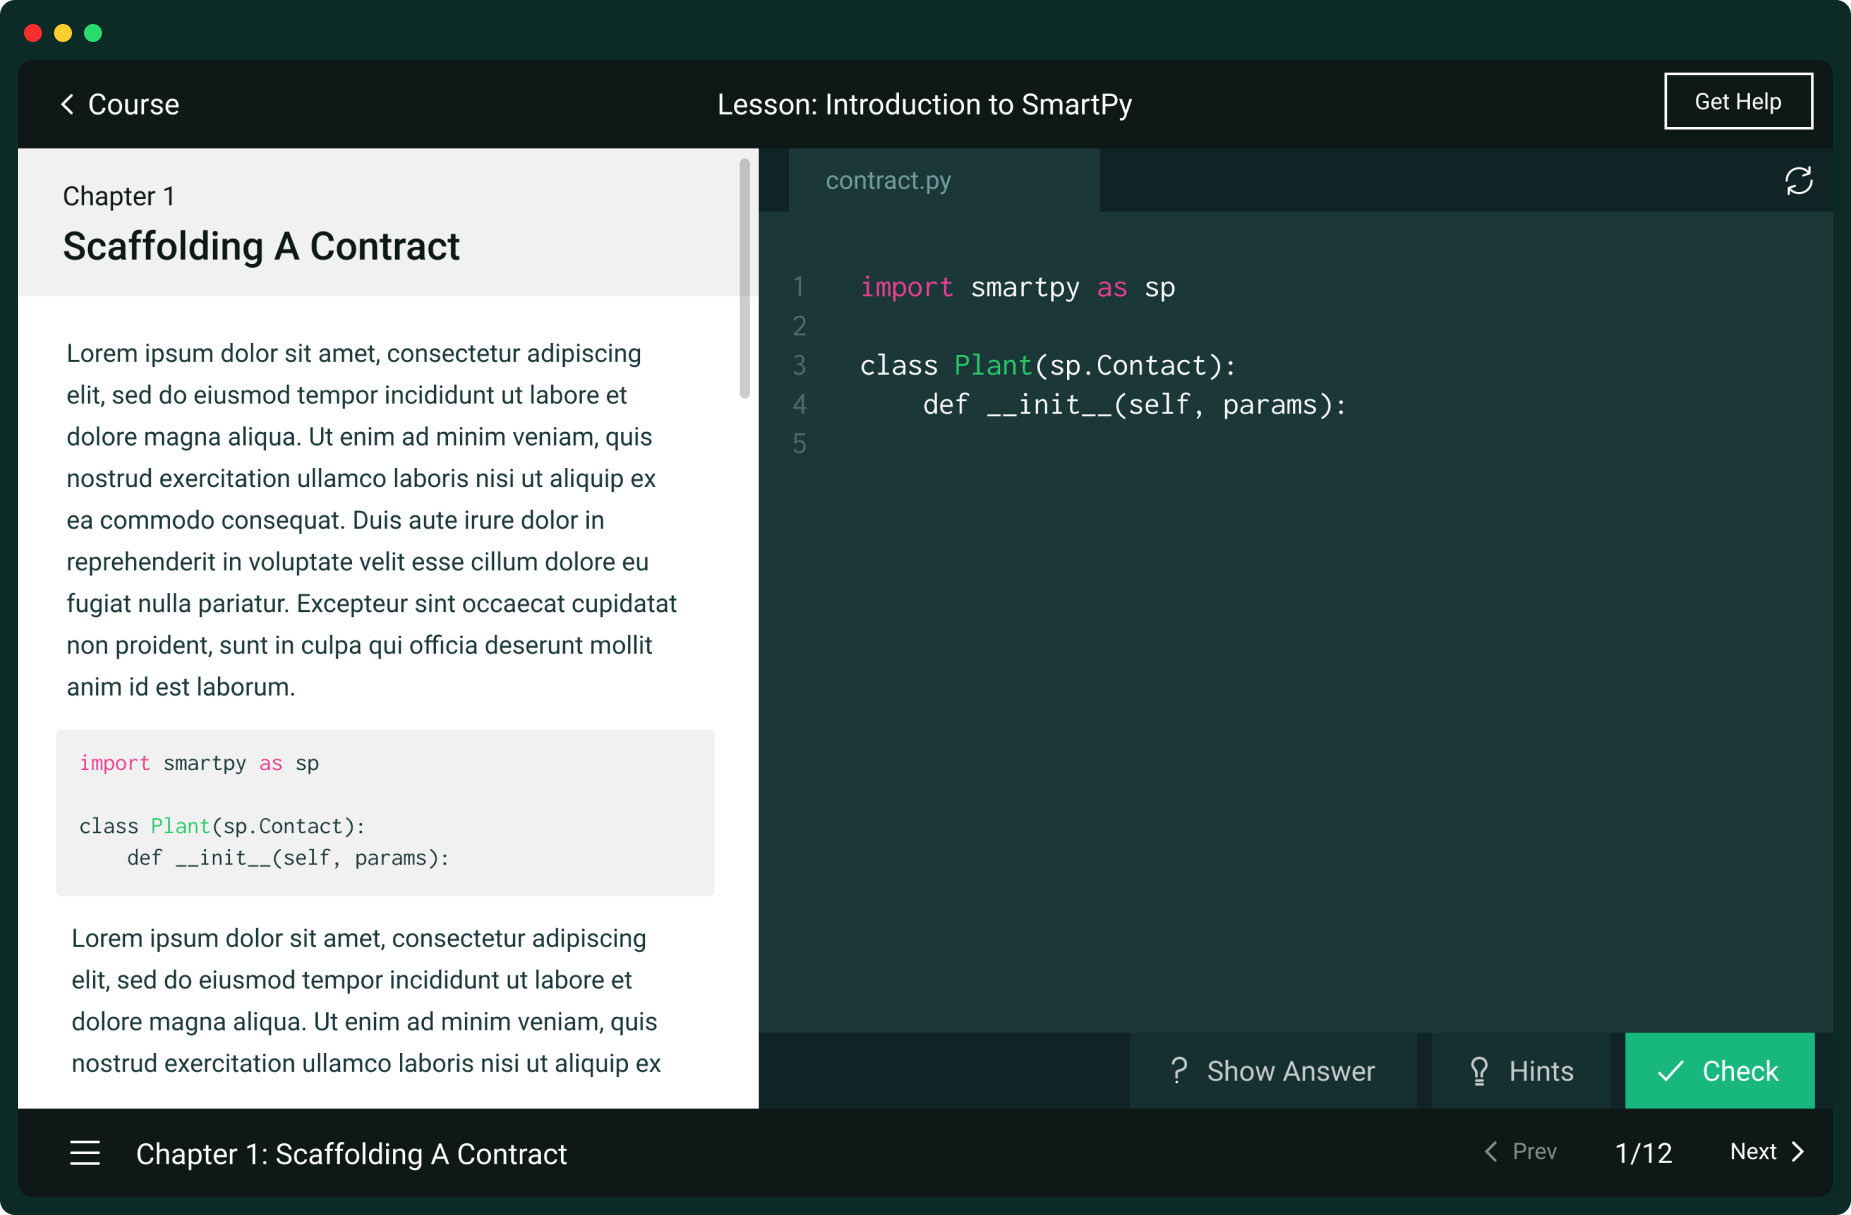 Course
Lesson: Introduction to SmartPy
Get Help
Chapter 1
Scaffolding A Contract
Lorem ipsum dolor sit amet, consectetur adipiscing
elit, sed do eiusmod tempor incididunt ut labore et
dolore magna aliqua. Ut enim ad minim veniam, quis
nostrud exercitation ullamco laboris nisi ut aliquip ex
ea commodo consequat. Duis aute irure dolor in
reprehenderit in voluptate velit esse cillum dolore eu
fugiat nulla pariatur. Excepteur sint occaecat cupidatat
non proident, sunt in culpa qui officia deserunt mollit
anim id est laborum.
import smartpy as sp
class Plant(sp.Contact):
    def __init__(self, params):
Lorem ipsum dolor sit amet, consectetur adipiscing
elit, sed do eiusmod tempor incididunt ut labore et
dolore magna aliqua. Ut enim ad minim veniam, quis
nostrud exercitation ullamco laboris nisi ut aliquip ex
contract.py
1 import smartpy as sp
2
3 class Plant(sp.Contact):
4     def __init__(self, params):
5
? Show Answer
Hints
Check
Chapter 1: Scaffolding A Contract
Prev
1/12
Next